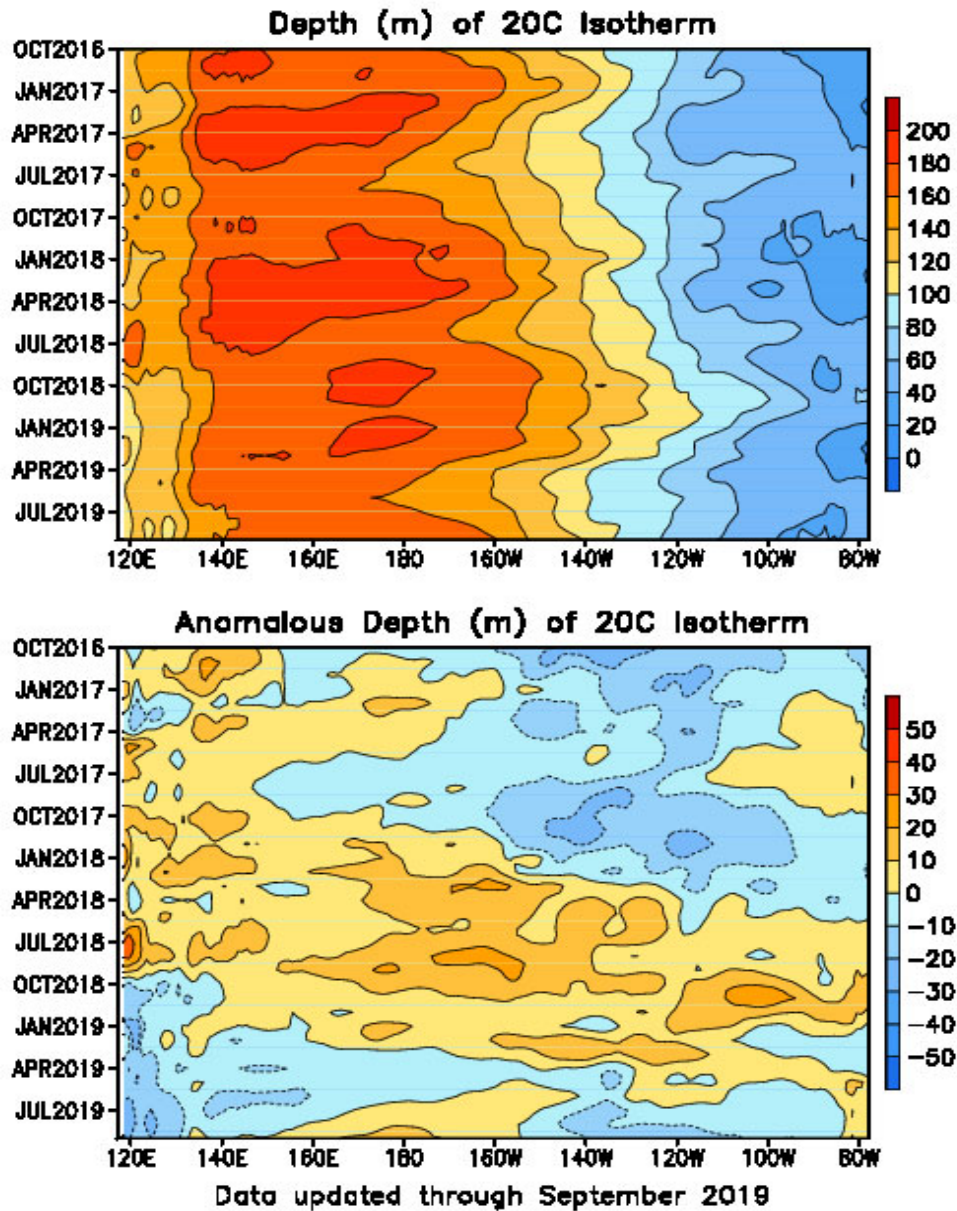 Depth (m) of 20C Isotherm
OCT2016
JAN2017
APR2017
JUL2017
OCT2017
JAN2018
APR2018
JUL2018
OCT2018
JAN2019
APR2019
JUL2019
200
180
160
140
120
100
80
60
40
20
0
120E 140E 160E 180 160W 140W 120W 100W 80W
Anomalous Depth (m) of 20C Isotherm
OCT2016
JAN2017
APR2017
JUL2017
OCT2017
JAN2018
APR2018
JUL2018
OCT2018
JAN2019
APR2019
JUL2019
50
40
30
20
10
0
-10
-20
-30
-40
-50
120E 140E 160E 180 160W 140W 120W 100W 80W
Data updated through September 2019